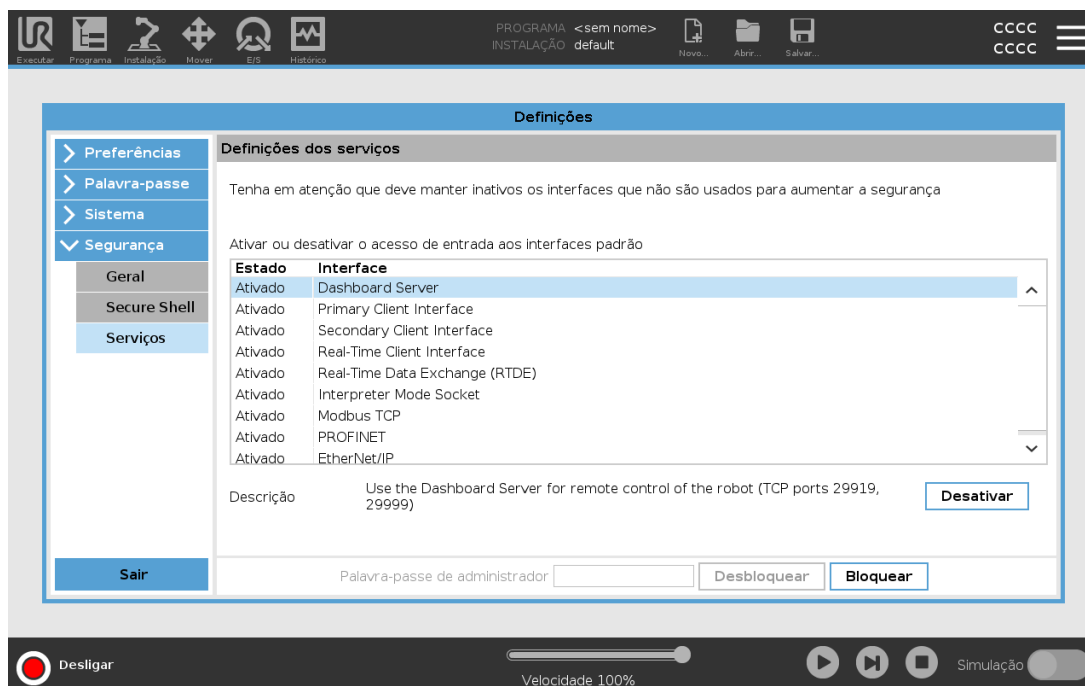 PROGRAMA <sem nome>
INSTALAÇÃO default
CCCC
CCCC
Executar Programa Instalação Mover E/S Histórico Novo... Abrir... Salvar...
Definições
Preferências
Palavra-passe
Sistema
Segurança
Geral
Secure Shell
Serviços
Sair
Definições dos serviços
Tenha em atenção que deve manter inativos os interfaces que não são usados para aumentar a segurança
Ativar ou desativar o acesso de entrada aos interfaces padrão
Estado Interface
Ativado Dashboard Server
Ativado Primary Client Interface
Ativado Secondary Client Interface
Ativado Real-Time Client Interface
Ativado Real-Time Data Exchange (RTDE)
Ativado Interpreter Mode Socket
Ativado Modbus TCP
Ativado PROFINET
Ativado EtherNet/IP
Descrição Use the Dashboard Server for remote control of the robot (TCP ports 29919,
29999)
Desativar
Palavra-passe de administrador Desbloquear Bloquear
Desligar
Velocidade 100%
Simulação